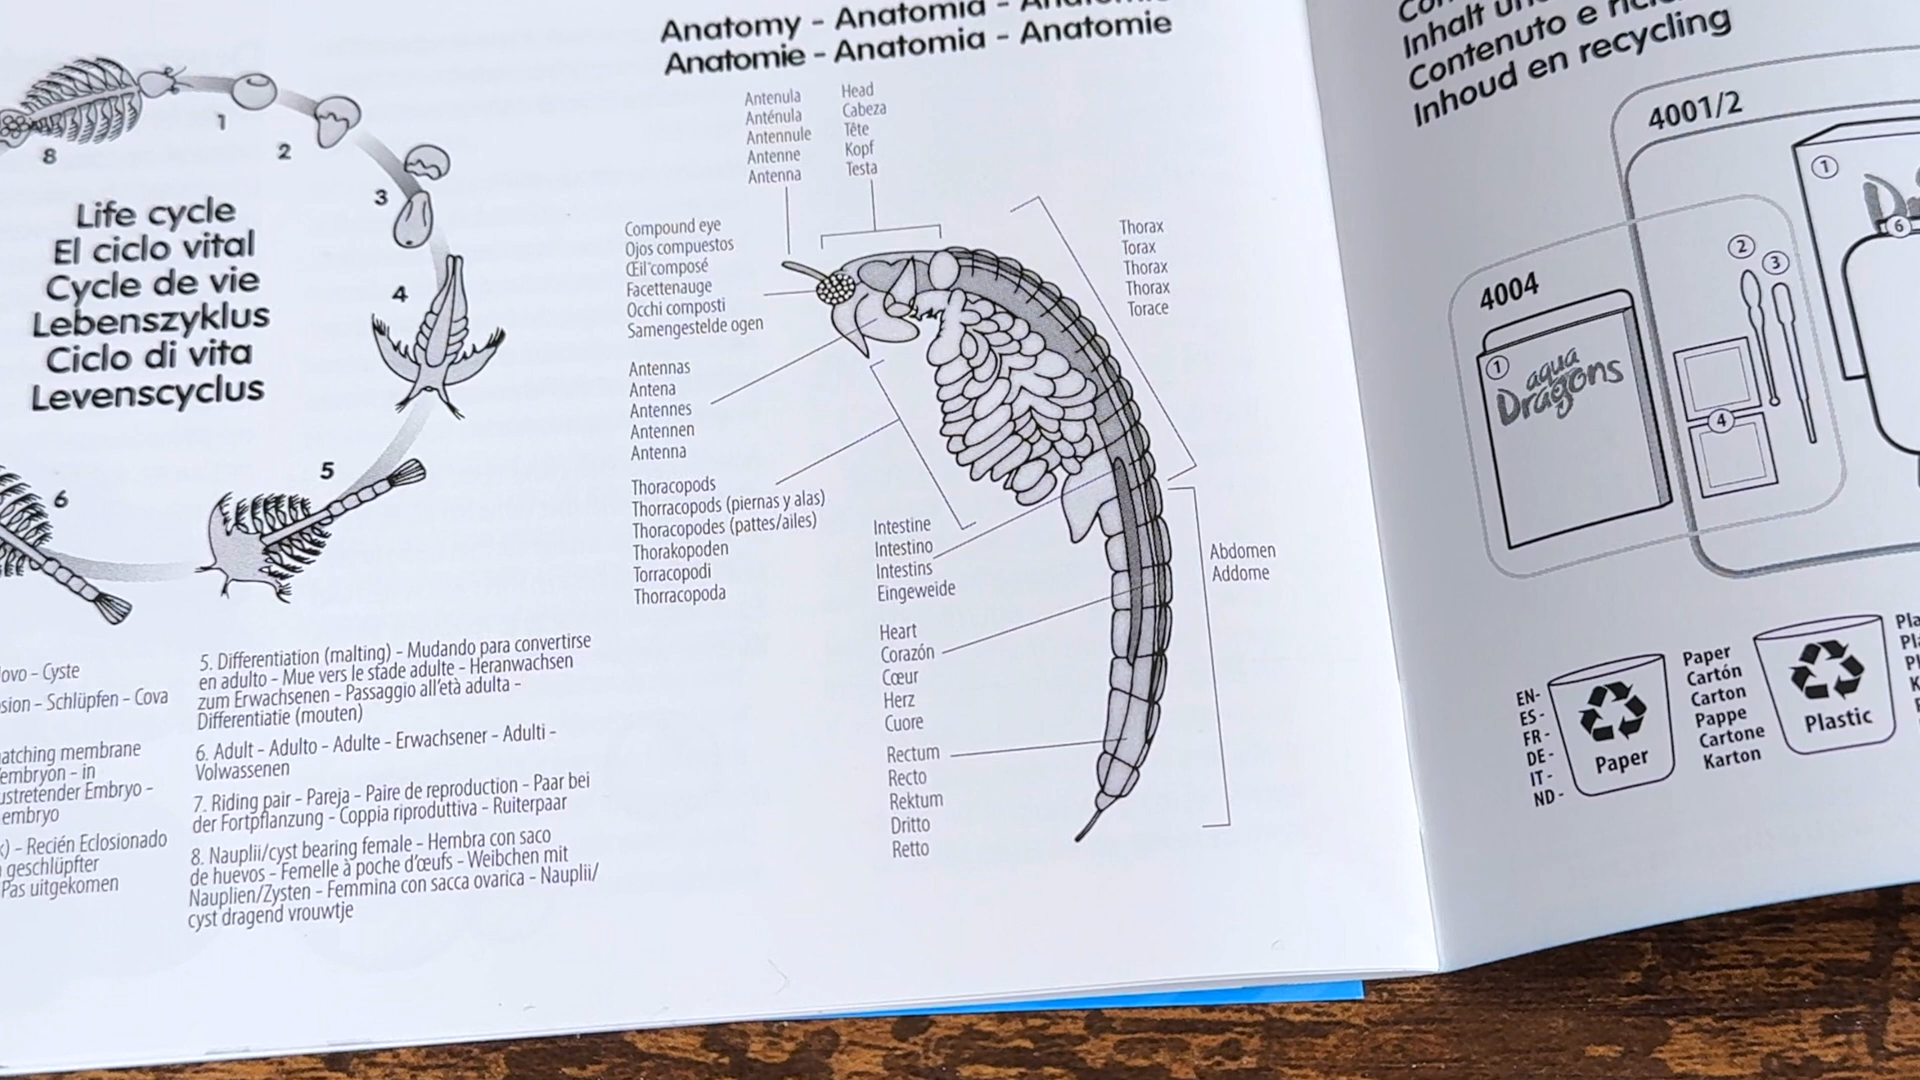 8
1
2
3
4
5
6
Life cycle
El ciclo vital
Cycle de vie
Lebenszyklus
Ciclo di vita
Levenscyclus
ovo - Cyste
Schlüpfen - Cova
membrane
embryon - in
Embryo -
embryo
- Recién Eclosionado
geschlüpfter
Pas uitgekomen
5. Differentiation (malting) - Mudando para convertirse
en adulto - Mue vers le stade adulte - Heranwachsen
zum Erwachsenen - Passaggio all'età adulta -
Differentiatie (mouten)
6. Adult - Adulto - Adulte - Erwachsener - Adulti -
Volwassenen
7. Riding pair - Pareja - Paire de reproduction - Paar bei
der Fortpflanzung - Coppia riproduttiva - Ruiterpaar
8. Nauplii/cyst bearing female - Hembra con saco
de huevos - Femelle à poche d'œufs - Weibchen mit
Nauplien/Zysten - Femmina con sacca ovarica - Nauplii/
cyst dragend vrouwtje
Anatomy - Anatomia -
Anatomie - Anatomia - Anatomie
Antenula
Anténula
Antennule
Antenne
Antenna
Head
Cabeza
Tête
Kopf
Testa
Compound eye
Ojos compuestos
Œil composé
Facettenauge
Occhi composti
Samengestelde ogen
Antennas
Antena
Antennes
Antennen
Antenna
Thoracopods
Thorracopods (piernas y alas)
Thoracopodes (pattes/ailes)
Thorakopoden
Torracopodi
Thorracopoda
Thorax
Torax
Thorax
Thorax
Torace
Intestine
Intestino
Intestins
Eingeweide
Heart
Corazón
Cœur
Herz
Cuore
Rectum
Recto
Rektum
Dritto
Retto
Abdomen
Addome
Inhalt
Contenuto e
Inhoud en recycling
4001/2
1
6
2
3
4004
1
aqua
Dragons
4
EN-
ES-
FR-
DE-
IT-
ND-
Paper
Paper
Cartón
Carton
Pappe
Cartone
Karton
Plastic